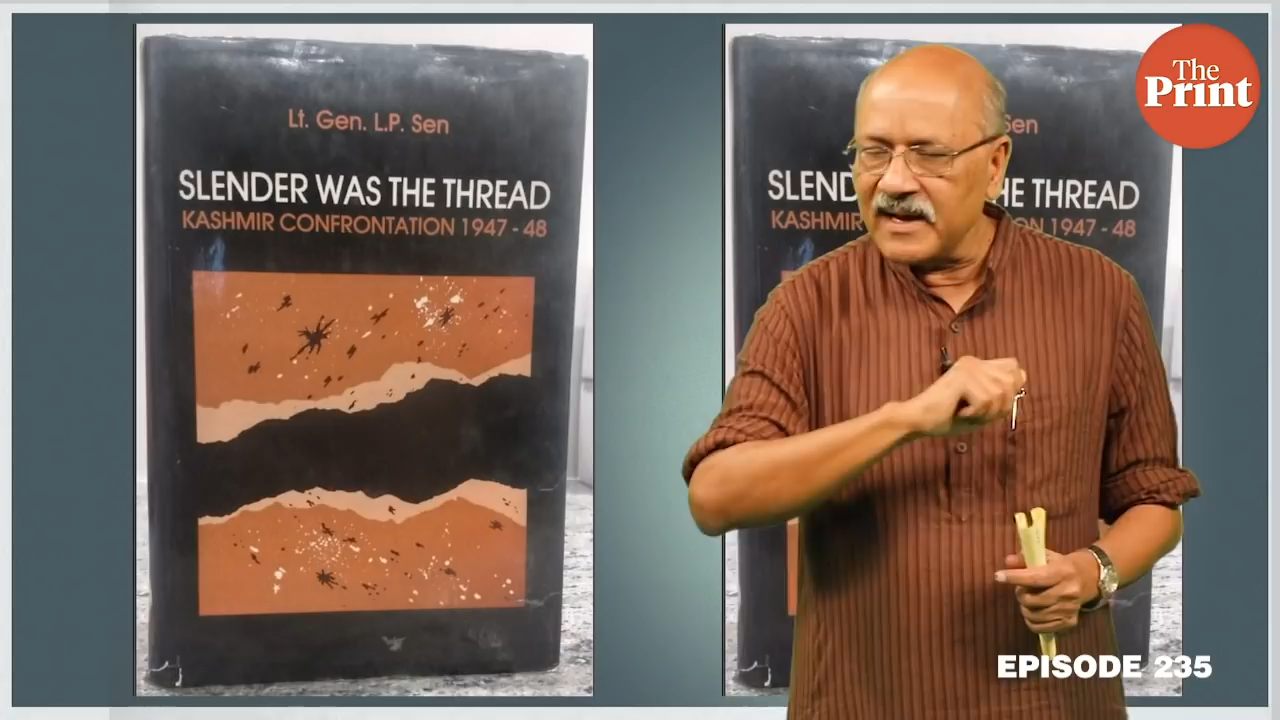 Lt. Gen. L.P. Sen
SLENDER WAS THE THREAD
KASHMIR CONFRONTATION 1947 - 48
Sen
SLEND HE THREAD
KASHMIR ON 1947 - 48
The
Print
EPISODE 235